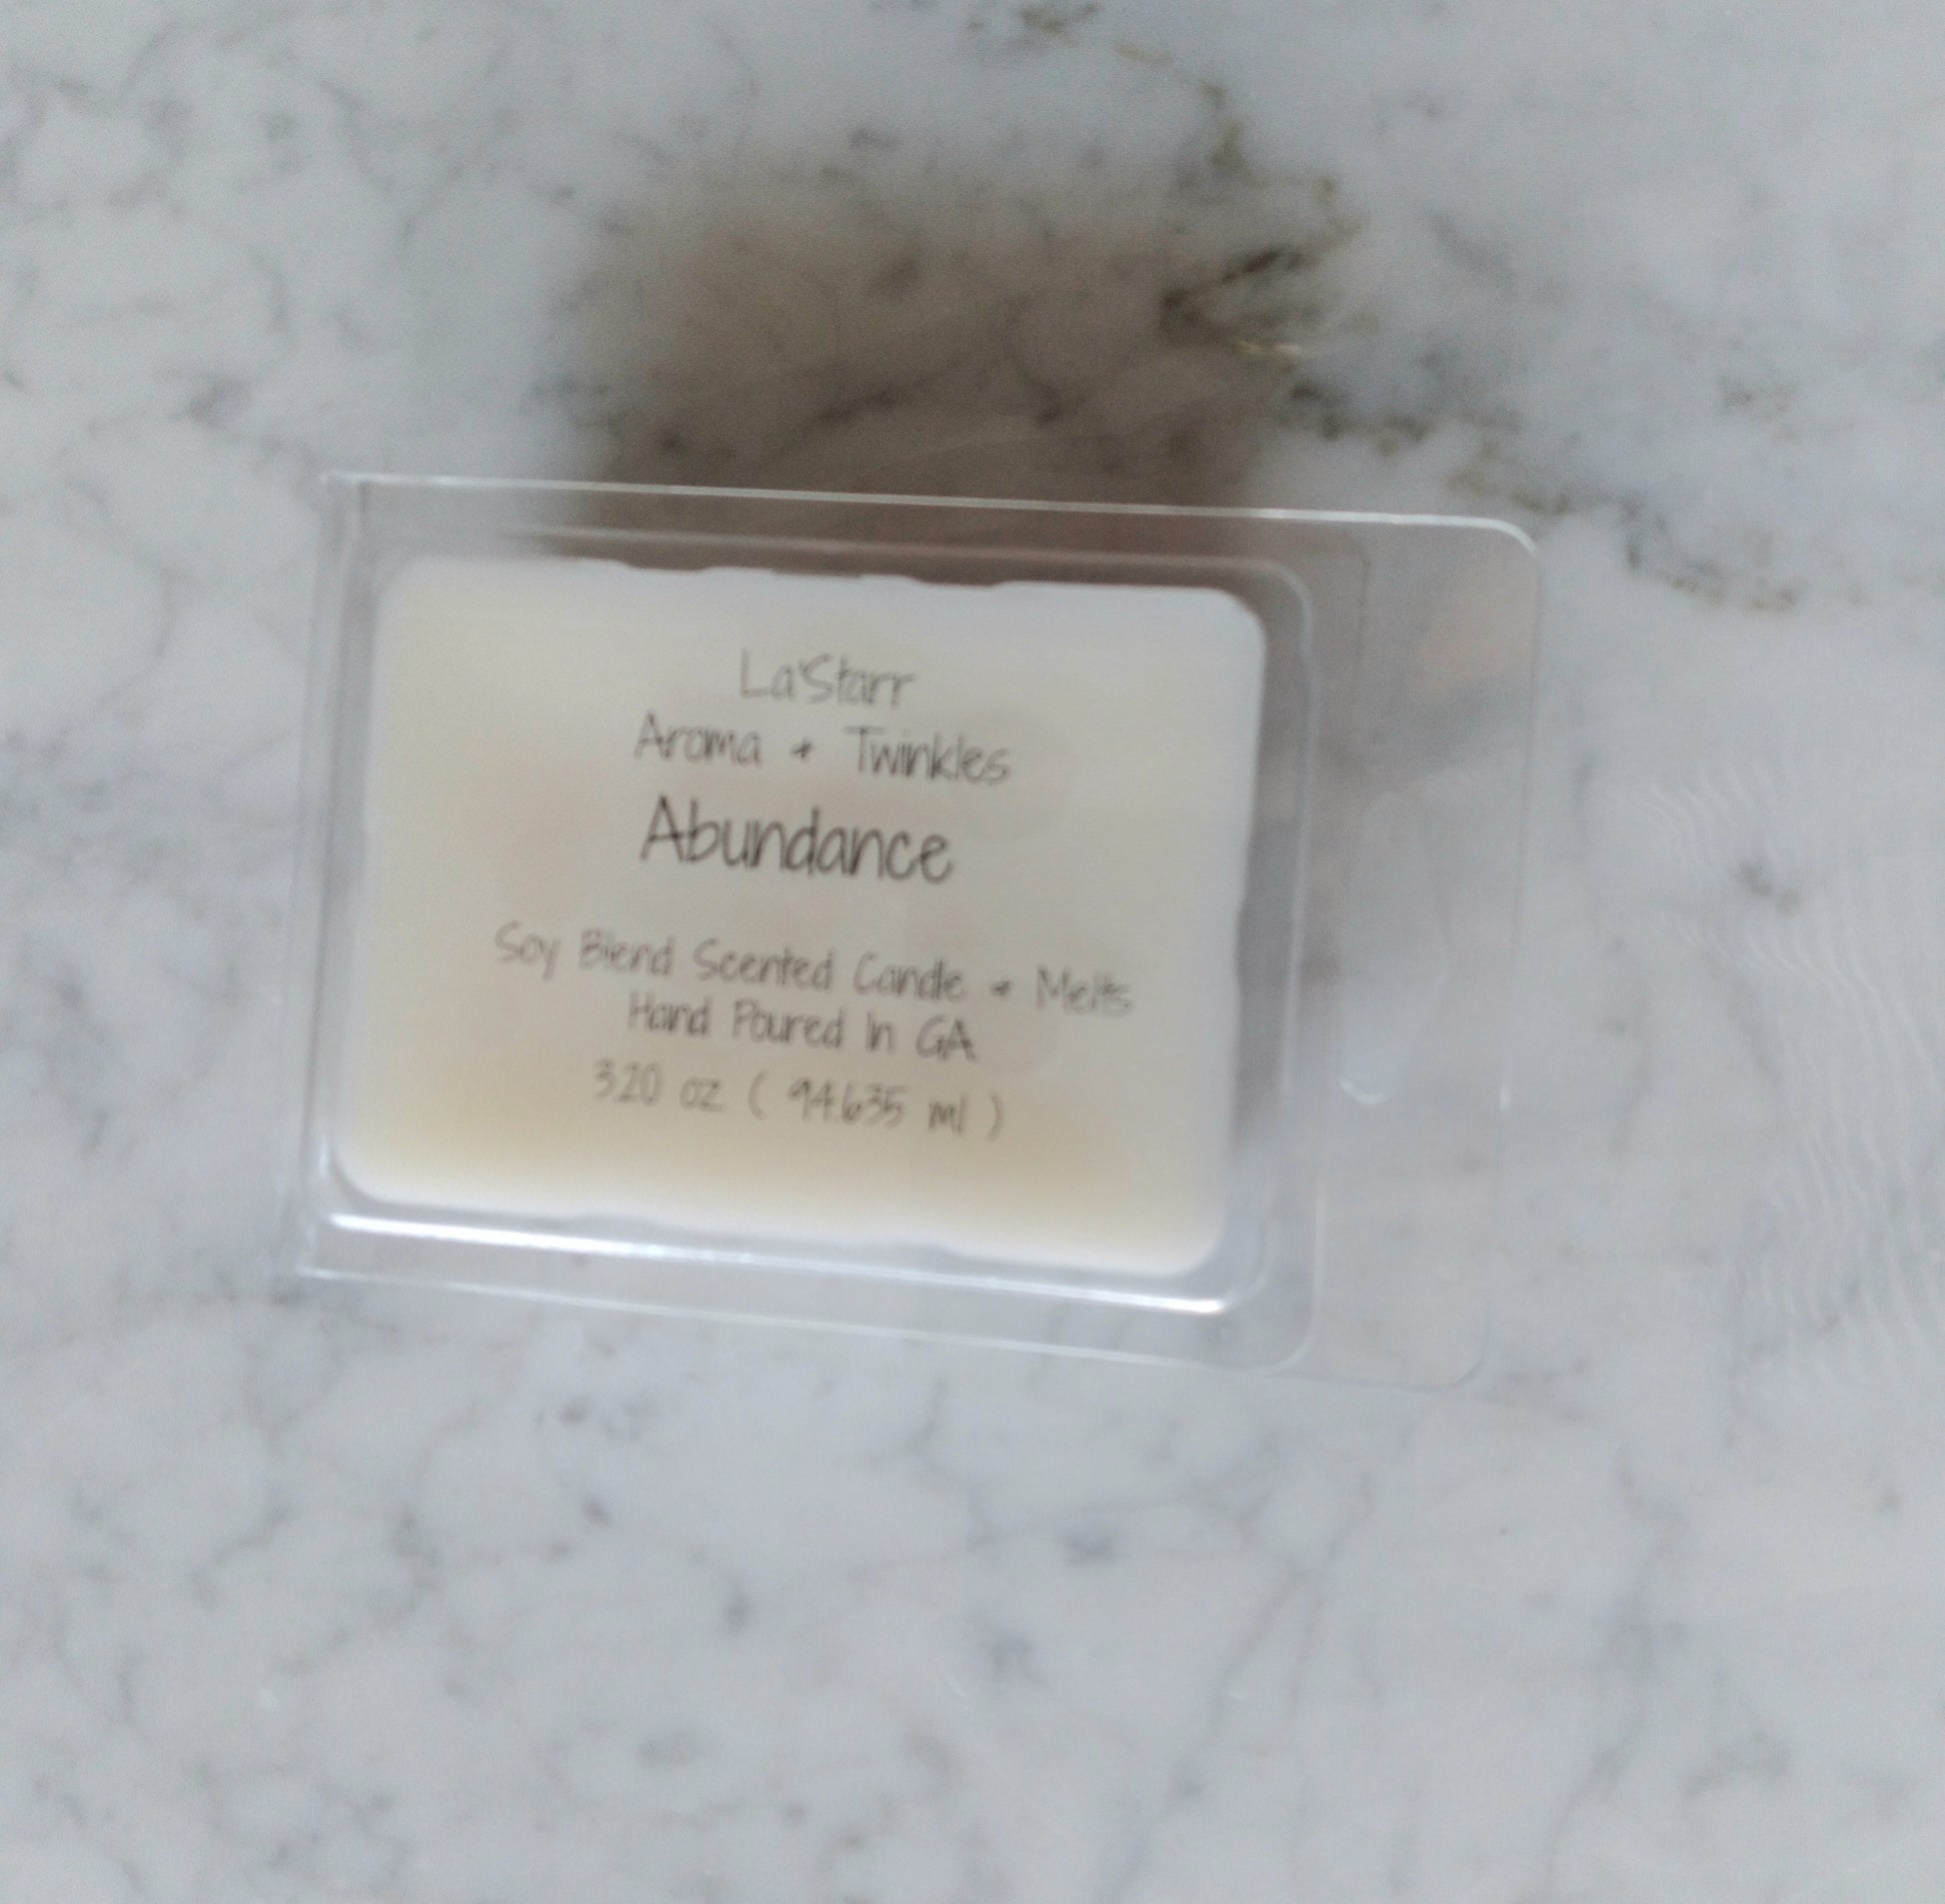 La'Starr
Aroma + Twinkles
Abundance
Soy Blend Scented Candle + Melts
Hand Poured In GA
3.20 oz ( 94.635 ml )